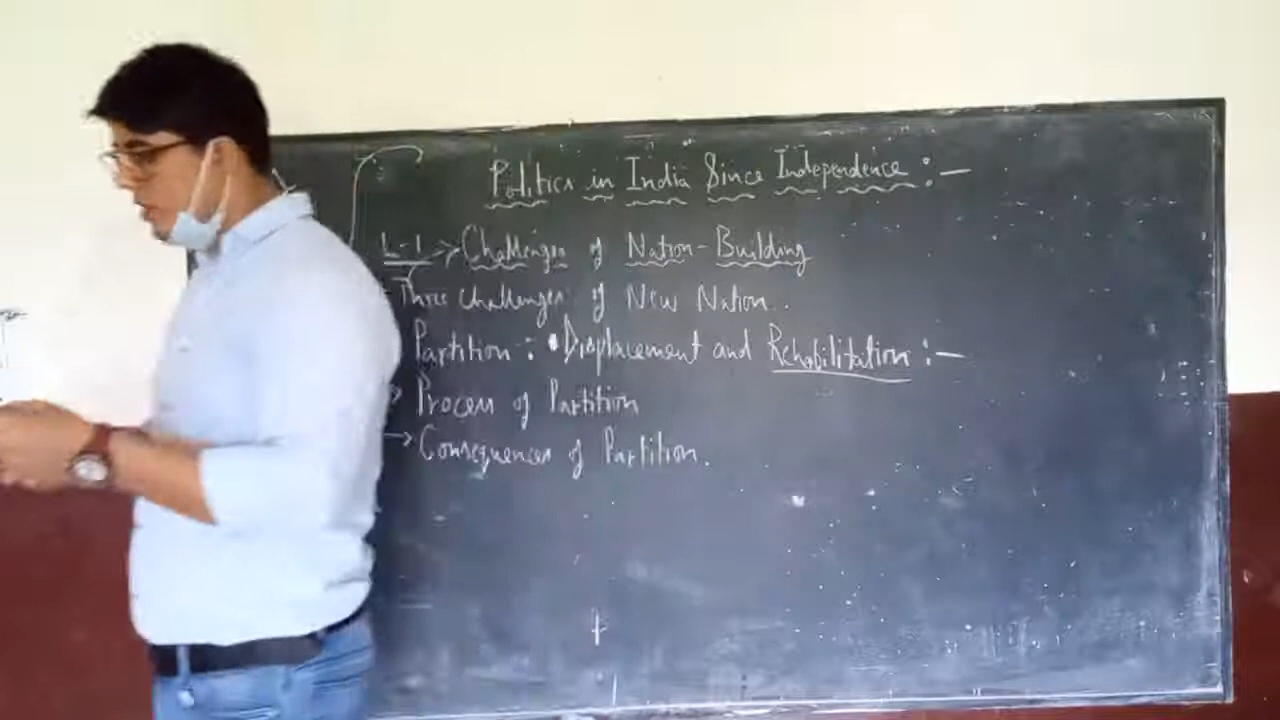 Politics in India Since Independence :-
L-1 > Challenges of Nation-Building
Three Challenges of New Nation.
Partition : Displacement and Rehabilitation :-
> Process of Partition
→ Consequences of Partition.